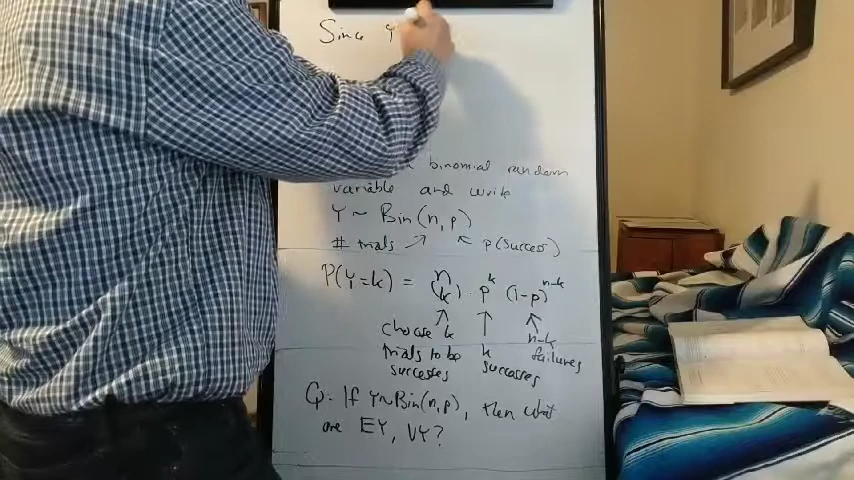 Since Y
binomial random
variable and write
Y ~ Bin(n,p)
# trials ↗ ↖ p(success)
P(Y=k) = (n k) · p^k (1-p)^n-k
choose k
trials to be
successes
k
successes
n-k
failures
Q. If Y~Bin(n,p), then what
are EY, VY?